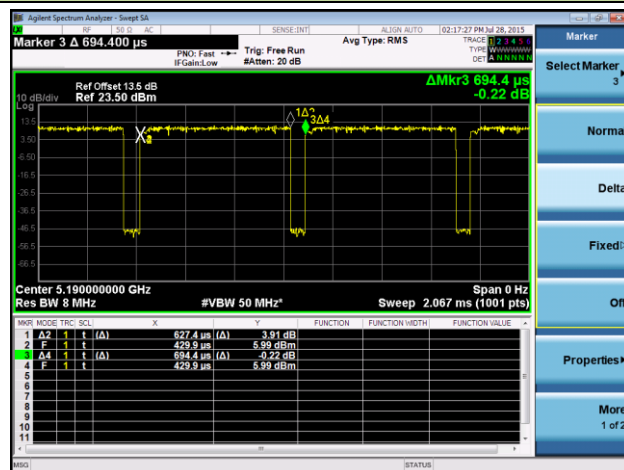 Agilent Spectrum Analyzer - Swept SA
RF 50 Ω AC SENSE:INT ALIGN AUTO 02:17:27 PM Jul 28, 2015
Marker 3 Δ 694.400 µs
PNO: Fast
IFGain:Low
Trig: Free Run
#Atten: 20 dB
Avg Type: RMS
TRACE 1 2 3 4 5
TYPE W
DET A N N N N N
Ref Offset 13.5 dB
Ref 23.50 dBm
ΔMkr3 694.4 µs
-0.22 dB
10 dB/div
Log
13.5
3.50
-6.50
-16.5
-26.5
-36.5
-46.5
-56.5
-66.5
1Δ2
3Δ4
Center 5.190000000 GHz
Span 0 Hz
Res BW 8 MHz
#VBW 50 MHz*
Sweep 2.067 ms (1001 pts)
MKR MODE TRC SCL X Y FUNCTION FUNCTION WIDTH FUNCTION VALUE
1 Δ2 1 t (Δ) 627.4 µs (Δ) 3.91 dB
2 F 1 t 429.9 µs 5.99 dBm
3 Δ4 1 t (Δ) 694.4 µs (Δ) -0.22 dB
4 F 1 t 429.9 µs 5.99 dBm
5
6
7
8
9
10
11
MSG STATUS
Marker
Select Marker
3
Norma
Delta
Fixed
Off
Properties
More
1 of 2